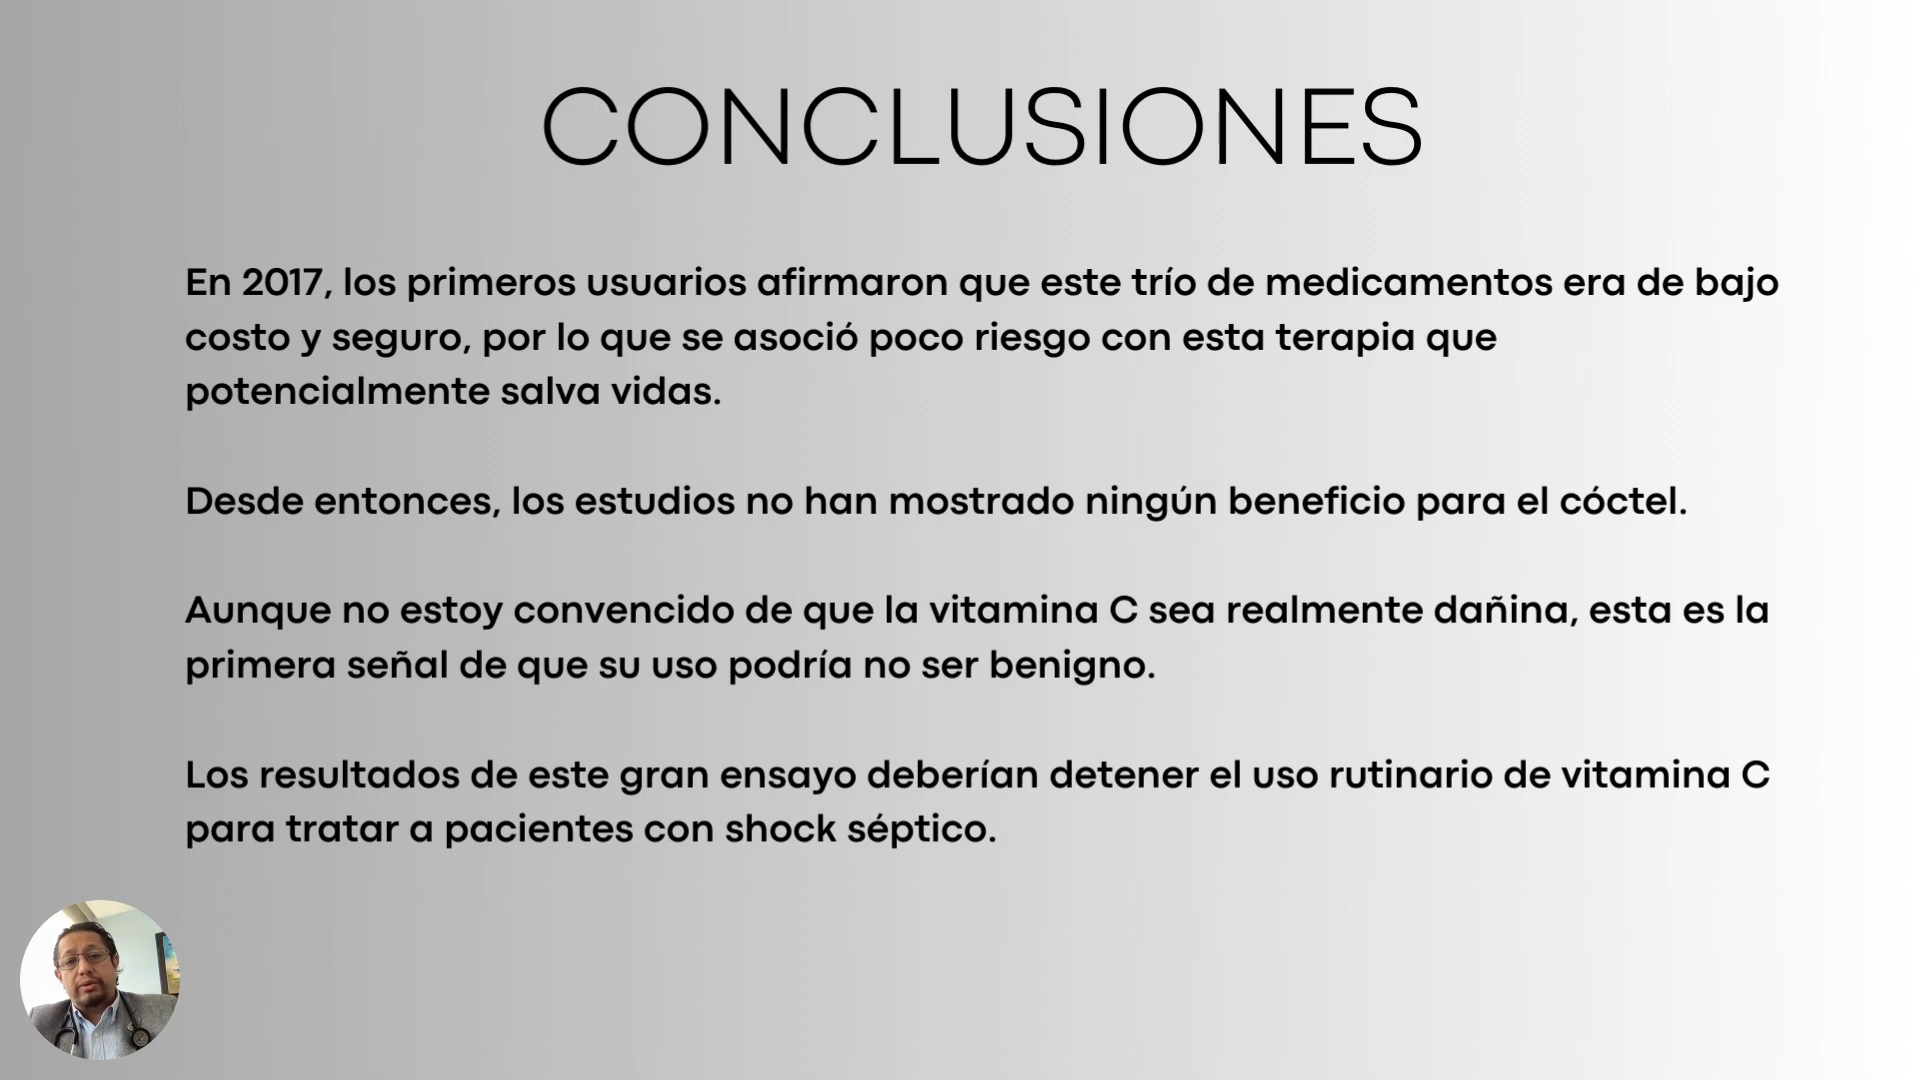 CONCLUSIONES
En 2017, los primeros usuarios afirmaron que este trío de medicamentos era de bajo
costo y seguro, por lo que se asoció poco riesgo con esta terapia que
potencialmente salva vidas.
Desde entonces, los estudios no han mostrado ningún beneficio para el cóctel.
Aunque no estoy convencido de que la vitamina C sea realmente dañina, esta es la
primera señal de que su uso podría no ser benigno.
Los resultados de este gran ensayo deberían detener el uso rutinario de vitamina C
para tratar a pacientes con shock séptico.